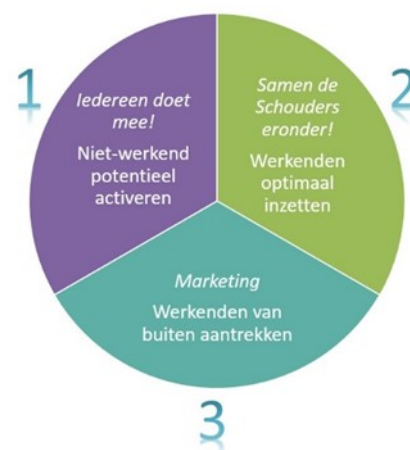 1
Iedereen doet
mee!
Niet-werkend
potentieel
activeren
2
Samen de
Schouders
eronder!
Werkenden
optimaal
inzetten
Marketing
Werkenden van
buiten aantrekken
3